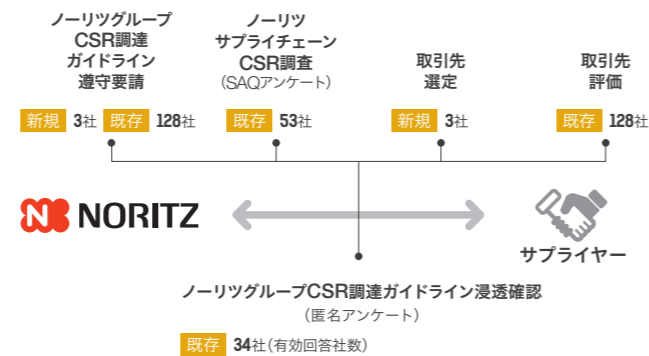 ノーリツグループ
CSR調達
ガイドライン
遵守要請
新規 3社 既存 128社
ノーリツ
サプライチェーン
CSR調査
（SAQアンケート）
既存 53社
取引先
選定
新規 3社
取引先
評価
既存 128社
N NORITZ
サプライヤー
ノーリツグループCSR調達ガイドライン浸透確認
（匿名アンケート）
既存 34社（有効回答社数）